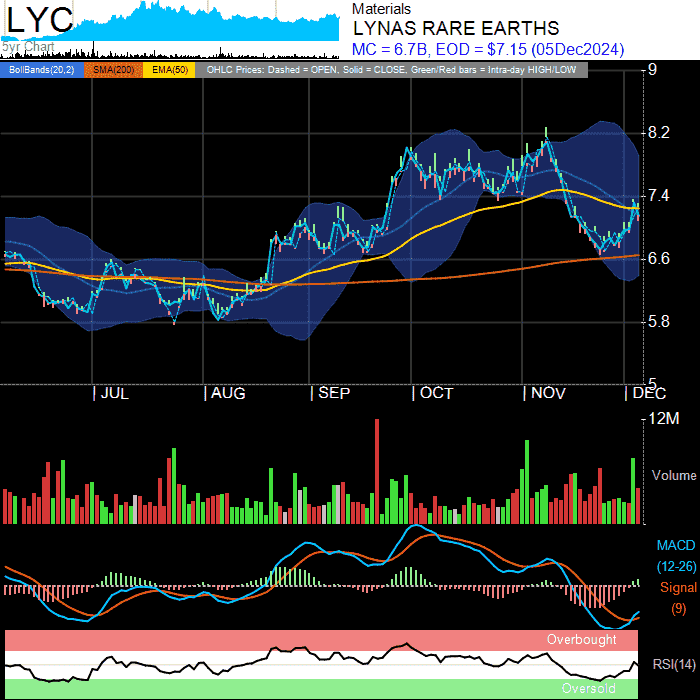 LYC
5yr Chart
Materials
LYNAS RARE EARTHS
MC = 6.7B, EOD = $7.15 (05Dec2024)
BollBands(20,2) SMA(200) EMA(50) OHLC Prices: Dashed = OPEN, Solid = CLOSE, Green/Red bars = Intra-day HIGH/LOW
9
8.2
7.4
6.6
5.8
5
| JUL | AUG | SEP | OCT | NOV | DEC
12M
Volume
MACD
(12-26)
Signal
(9)
Overbought
RSI(14)
Oversold